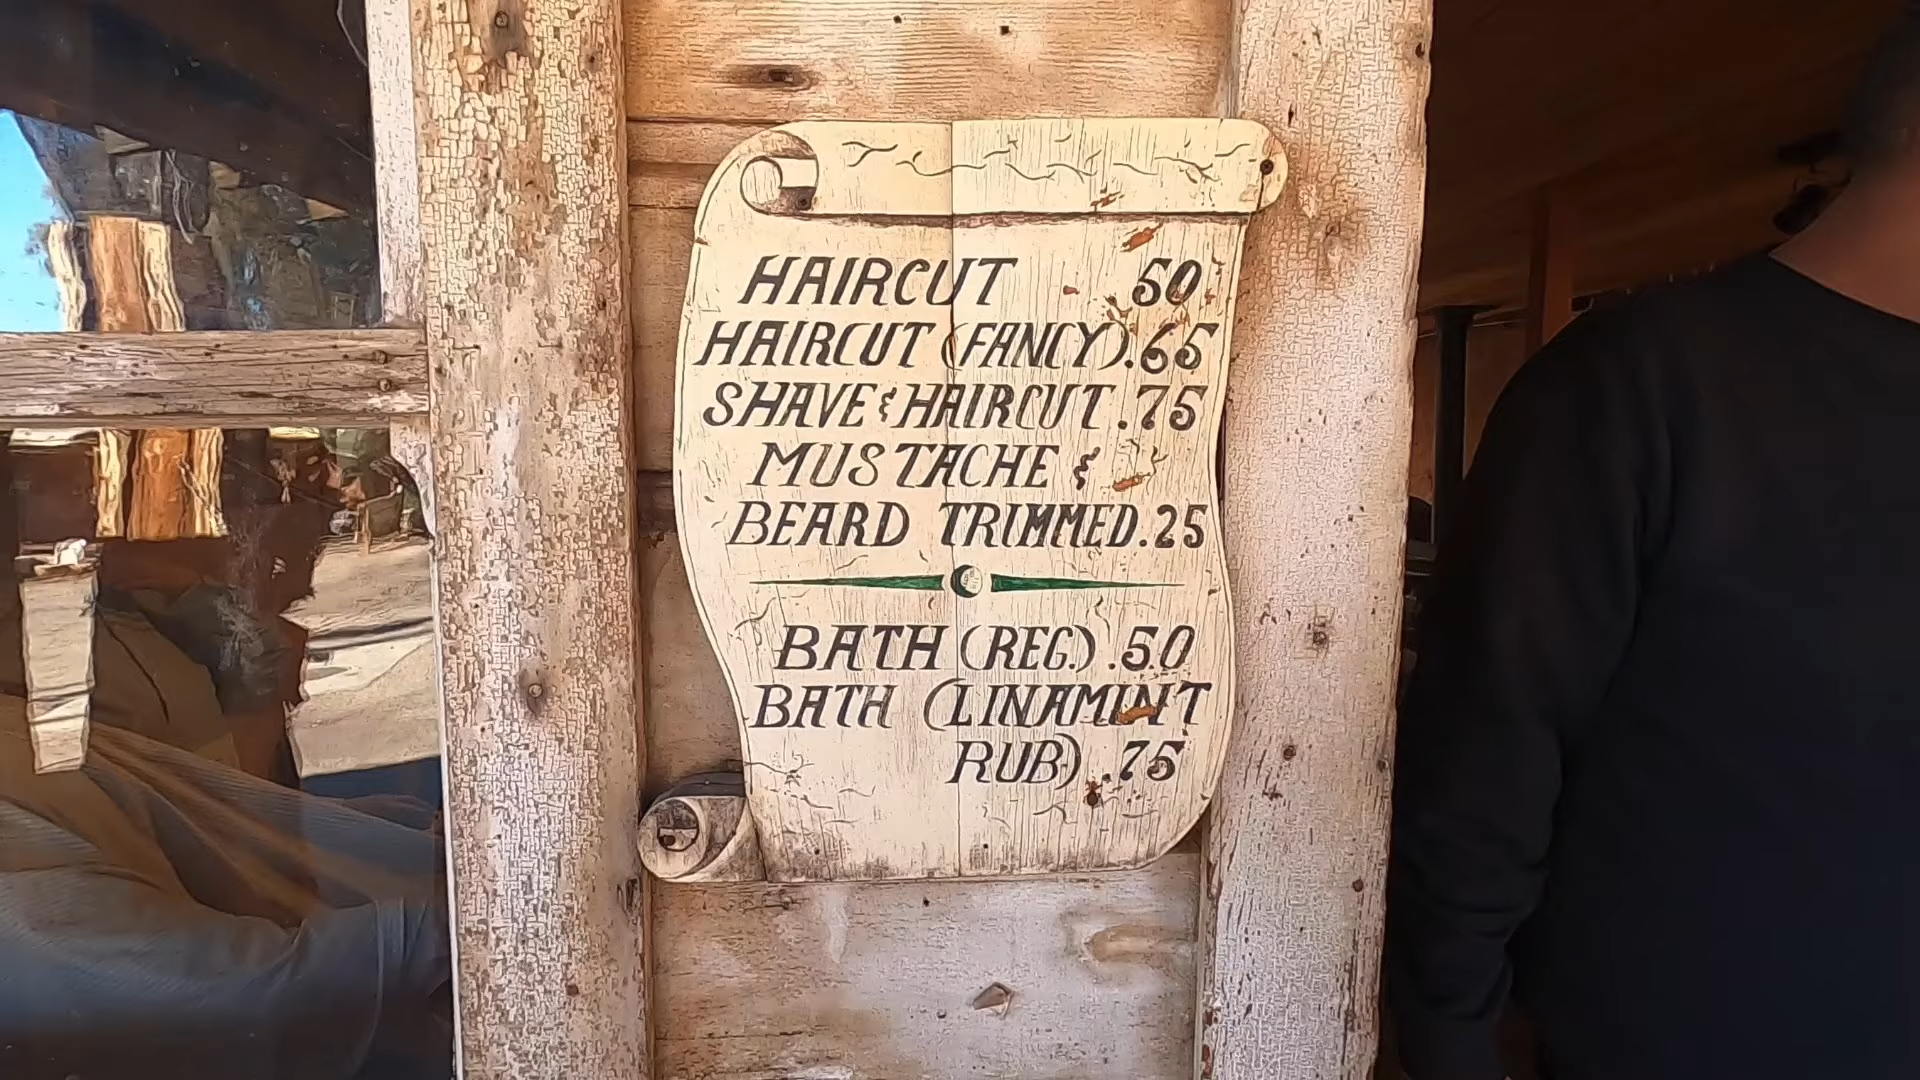 HAIRCUT .50
HAIRCUT (FANCY) .65
SHAVE & HAIRCUT .75
MUSTACHE &
BEARD TRIMMED .25
BATH (REG.) .50
BATH (LINAMINT
RUB) .75